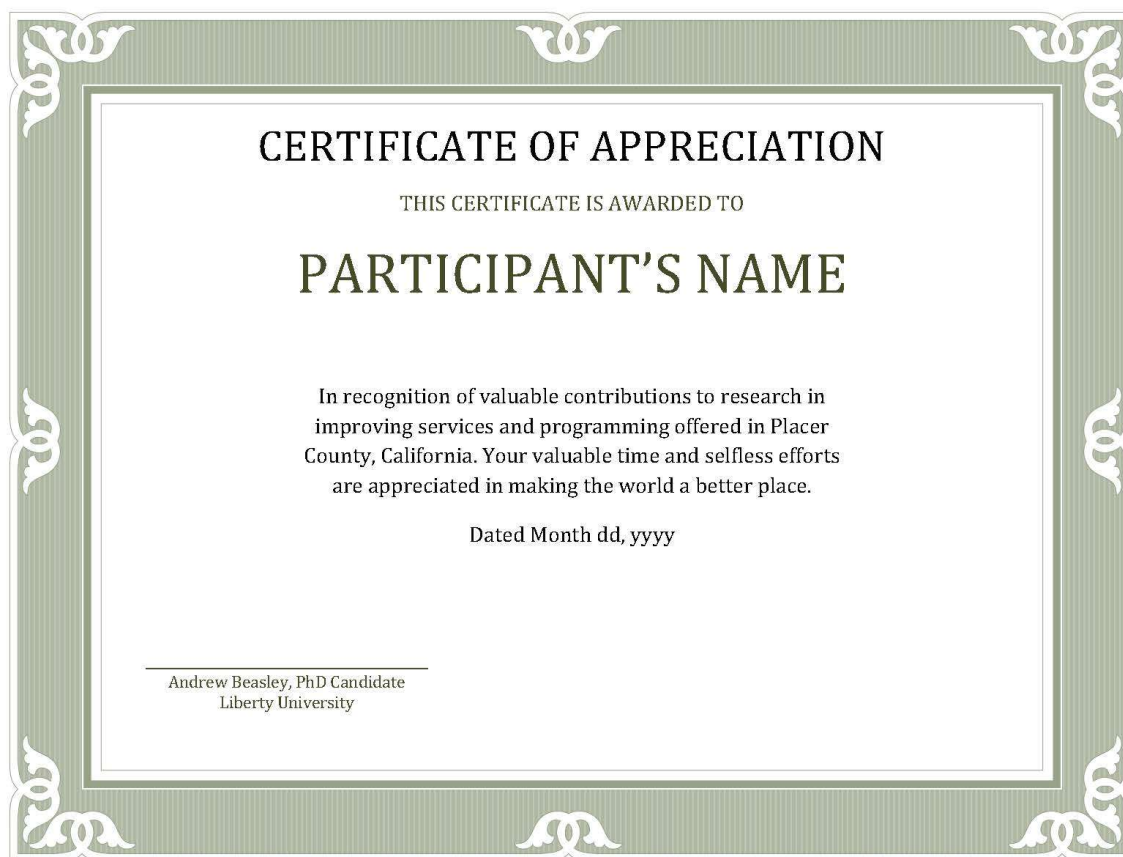 CERTIFICATE OF APPRECIATION
THIS CERTIFICATE IS AWARDED TO
PARTICIPANT’S NAME
In recognition of valuable contributions to research in
improving services and programming offered in Placer
County, California. Your valuable time and selfless efforts
are appreciated in making the world a better place.
Dated Month dd, yyyy
Andrew Beasley, PhD Candidate
Liberty University